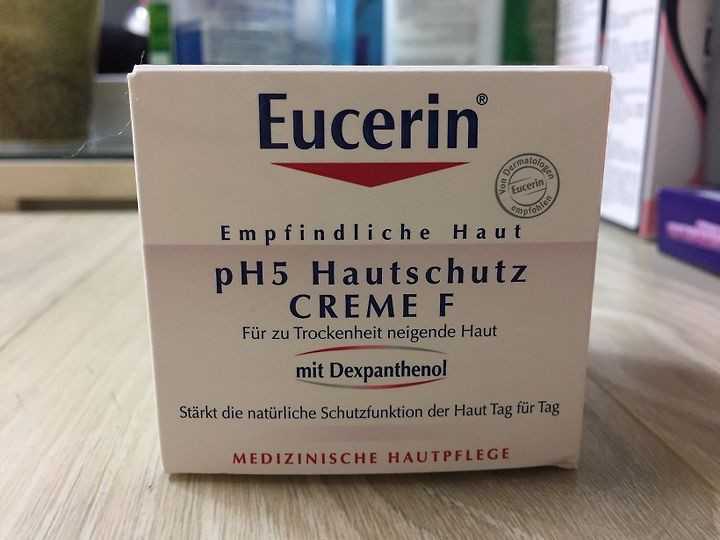 Eucerin®
Von Dermatologen
Eucerin
empfohlen
Empfindliche Haut
pH5 Hautschutz
CREME F
Für zu Trockenheit neigende Haut
mit Dexpanthenol
Stärkt die natürliche Schutzfunktion der Haut Tag für Tag
MEDIZINISCHE HAUTPFLEGE